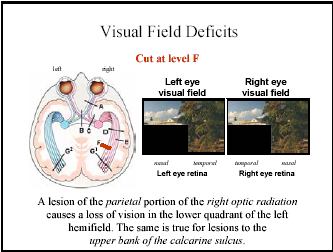 Visual Field Deficits
Cut at level F
left right
Left eye
visual field
Right eye
visual field
A
B C D
E
F
G² G¹
nasal temporal temporal nasal
Left eye retina Right eye retina
A lesion of the parietal portion of the right optic radiation
causes a loss of vision in the lower quadrant of the left
hemifield. The same is true for lesions to the
upper bank of the calcarine sulcus.